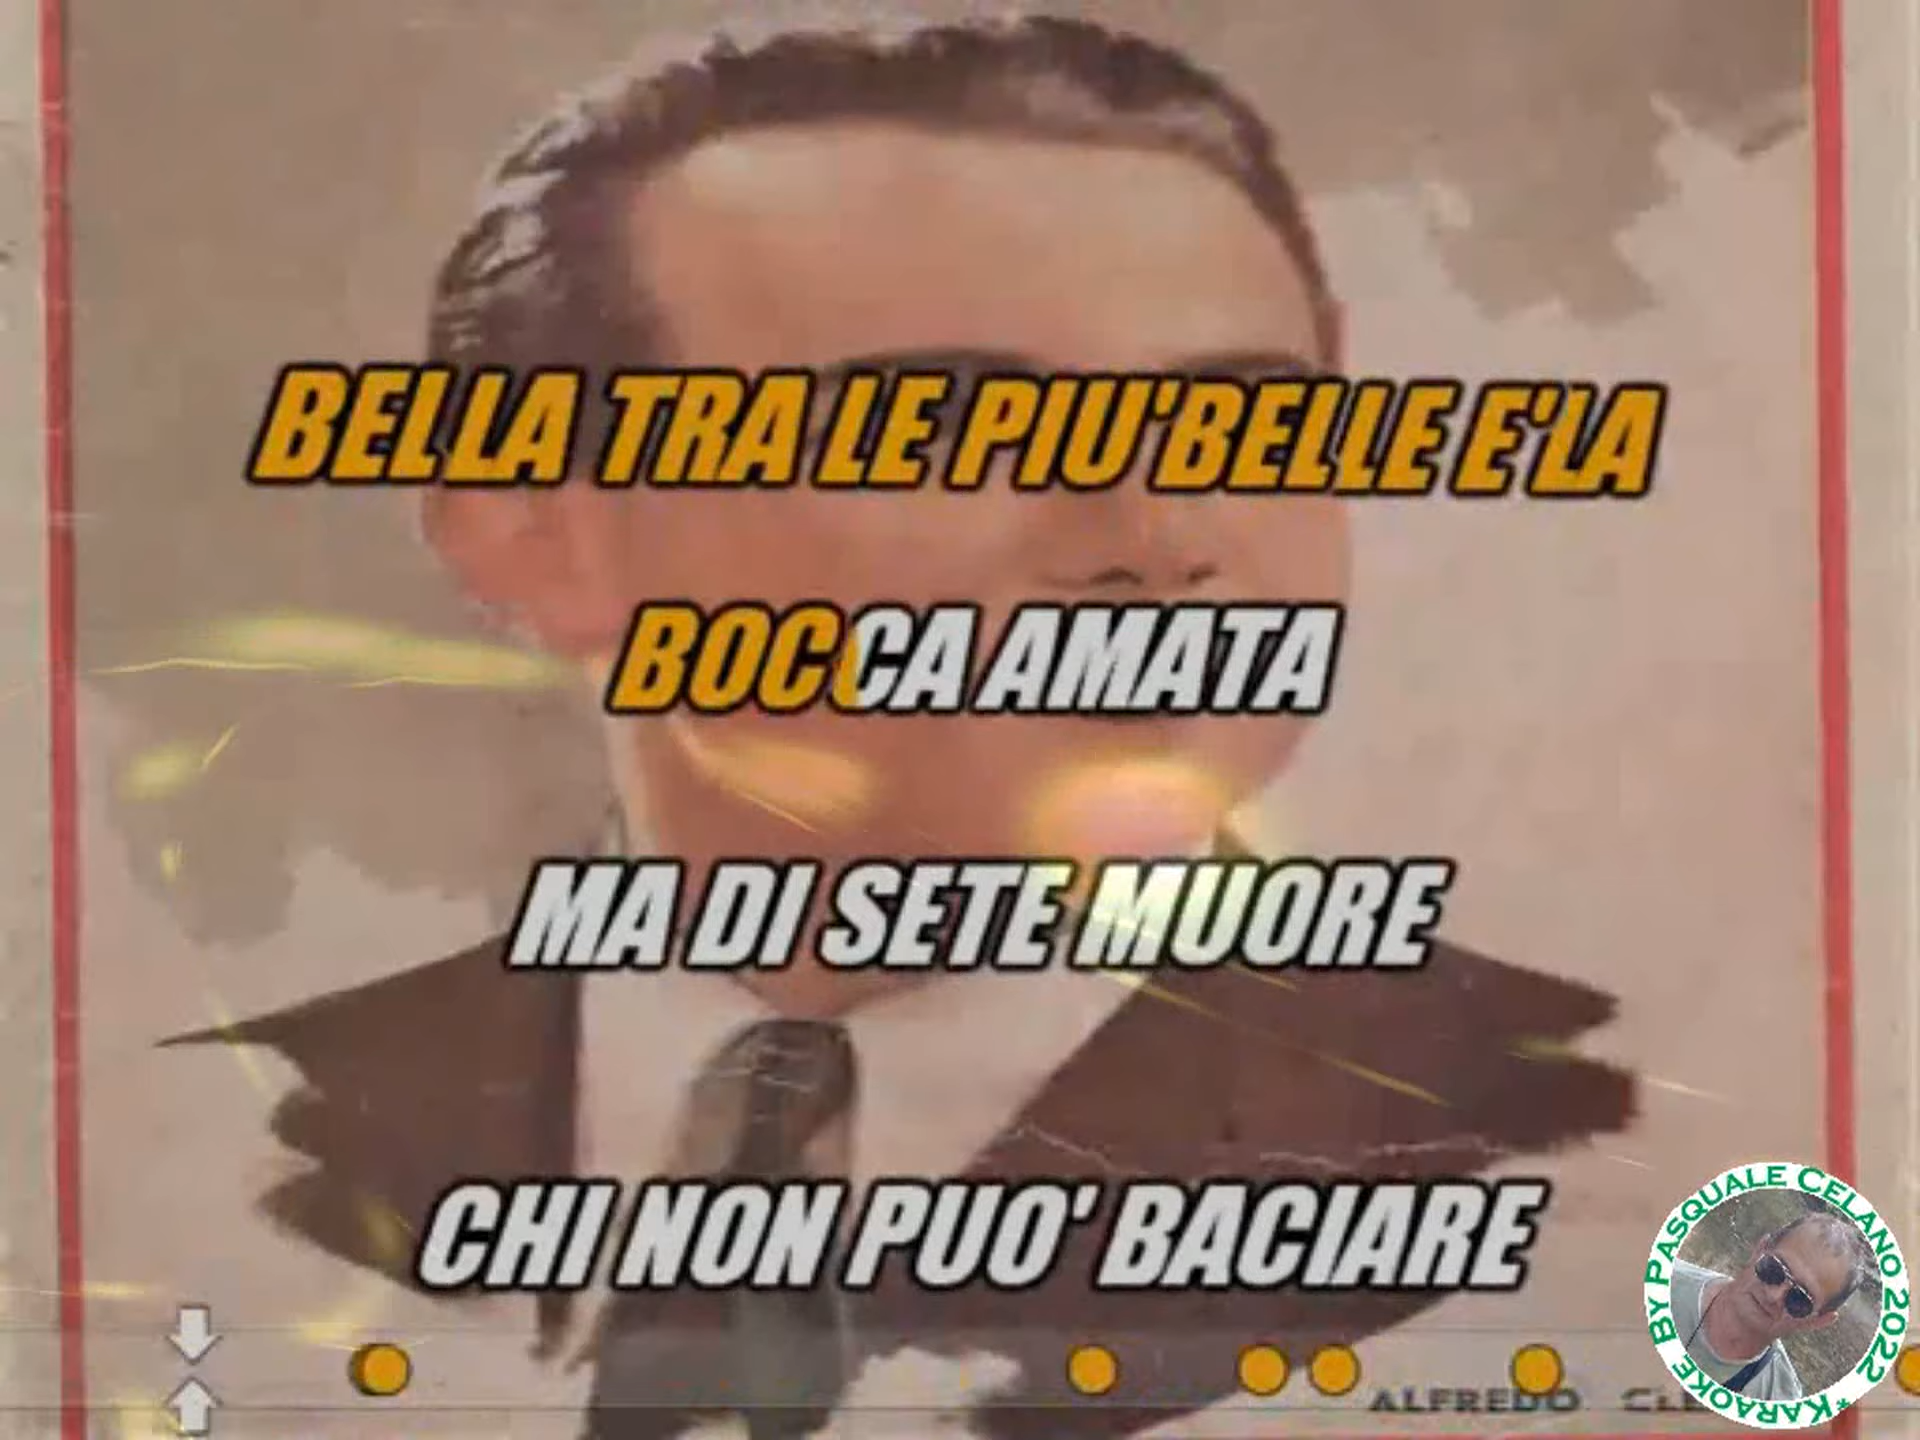 BELLA TRA LE PIU'BELLE E'LA
BOCCA AMATA
MA DI SETE MUORE
CHI NON PUO' BACIARE
ALFREDO
BY PASQUALE CELANO 2022 * KARAOKE